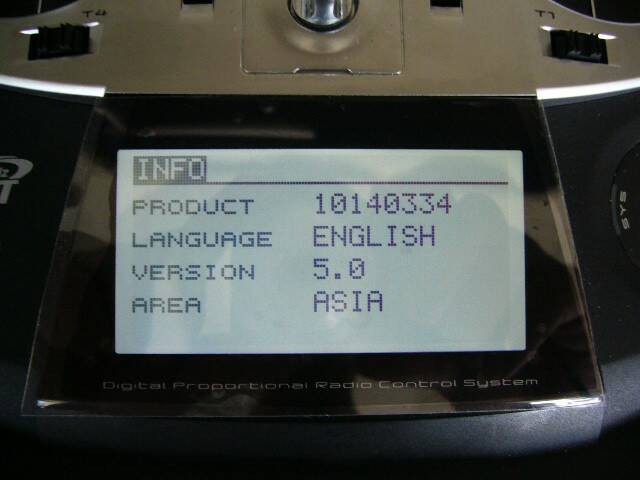 T4
T1
INFO
PRODUCT 10140334
LANGUAGE ENGLISH
VERSION 5.0
AREA ASIA
SYS
Digital Proportional Radio Control System